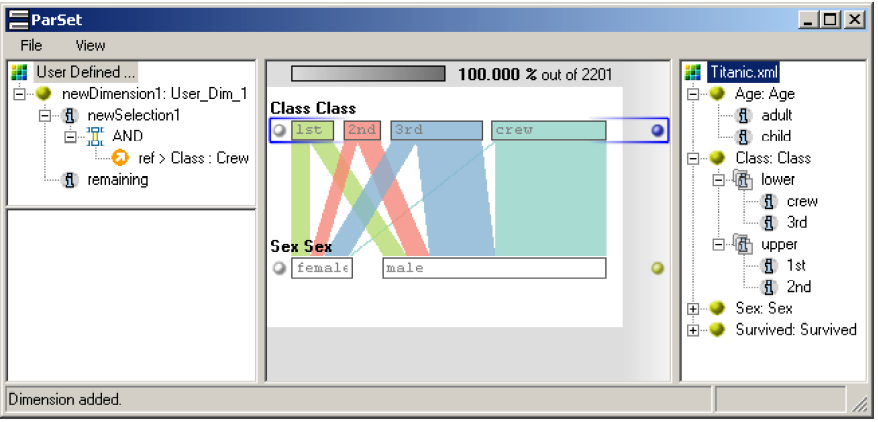 ParSet
File View
User Defined ...
newDimension1: User_Dim_1
newSelection1
AND
ref > Class : Crew
remaining
100.000 % out of 2201
Class Class
1st 2nd 3rd crew
Sex Sex
female male
Titanic.xml
Age: Age
adult
child
Class: Class
lower
crew
3rd
upper
1st
2nd
Sex: Sex
Survived: Survived
Dimension added.